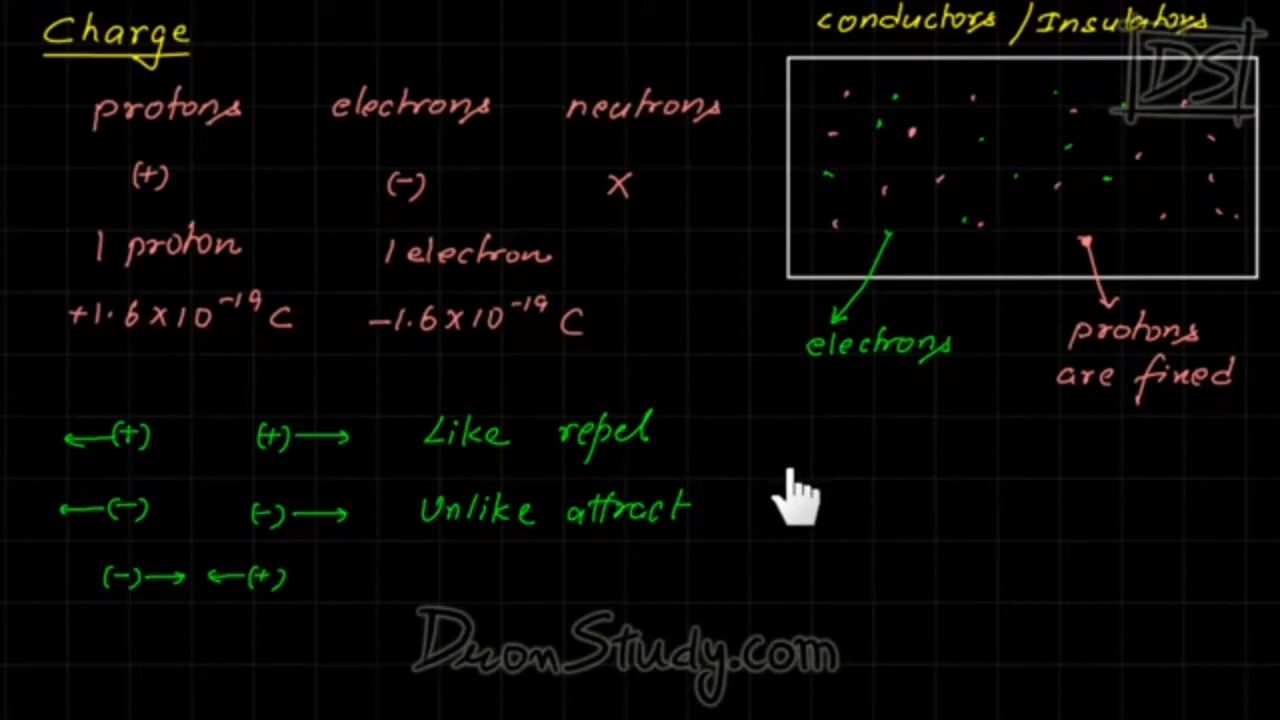 Charge
conductors / Insulators
DS
protons electrons neutrons
(+) (-) X
1 proton 1 electron
+1.6 x 10^-19 C -1.6 x 10^-19 C
electrons
protons
are fixed
←(+) (+)→ Like repel
←(-) (-)→ Unlike attract
(-)→ ←(+)
DronStudy.com